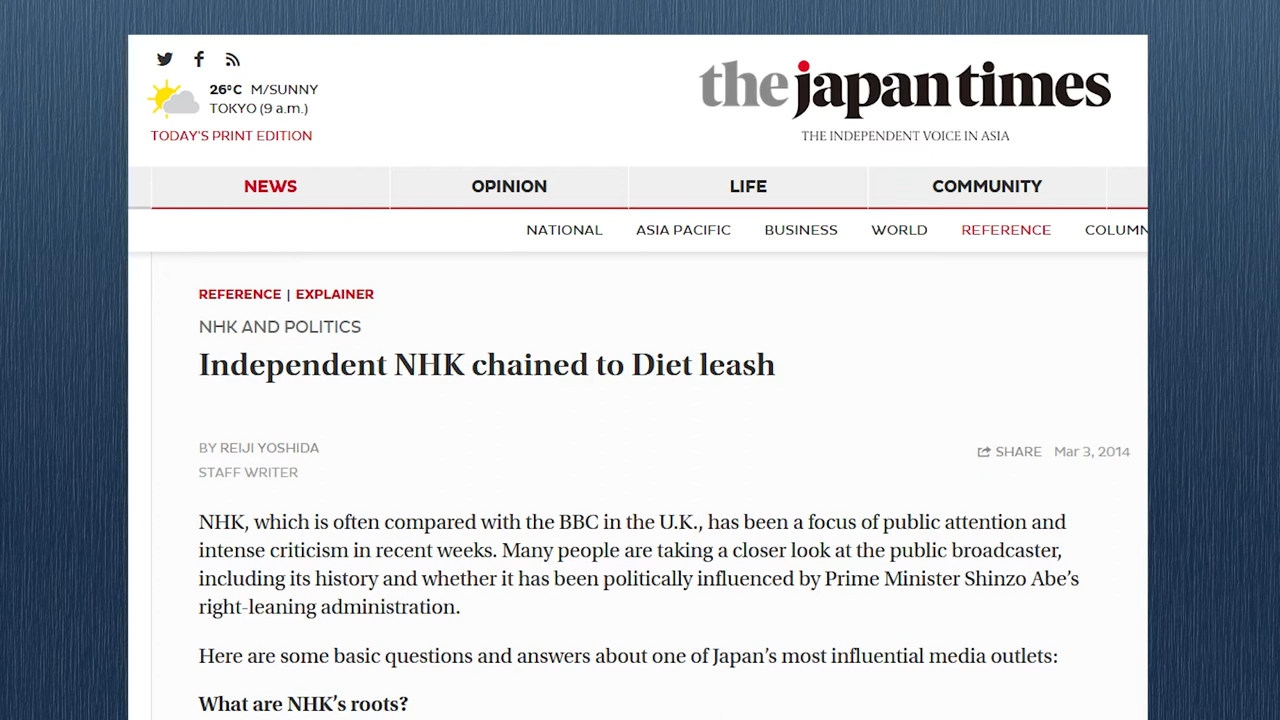 26°C M/SUNNY
TOKYO (9 a.m.)
TODAY'S PRINT EDITION
the japan times
THE INDEPENDENT VOICE IN ASIA
NEWS OPINION LIFE COMMUNITY
NATIONAL ASIA PACIFIC BUSINESS WORLD REFERENCE COLUMN
REFERENCE | EXPLAINER
NHK AND POLITICS
Independent NHK chained to Diet leash
BY REIJI YOSHIDA
STAFF WRITER
SHARE Mar 3, 2014
NHK, which is often compared with the BBC in the U.K., has been a focus of public attention and
intense criticism in recent weeks. Many people are taking a closer look at the public broadcaster,
including its history and whether it has been politically influenced by Prime Minister Shinzo Abe’s
right-leaning administration.
Here are some basic questions and answers about one of Japan’s most influential media outlets:
What are NHK’s roots?